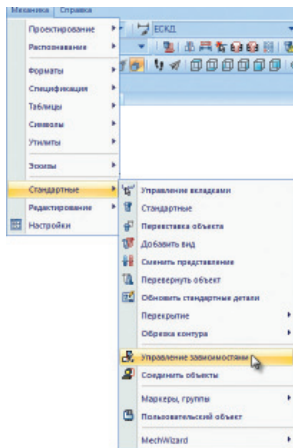 Механика Справка
ЕСКД
Проектирование
Распознавание
Форматы
Спецификация
Таблицы
Символы
Утилиты
Эскизы
Стандартные
Редактирование
Настройки
Управление вкладками
Стандартные
Перевставка объекта
Добавить вид
Сменить представление
Перевернуть объект
Обновить стандартные детали
Перекрытие
Обрезка контура
Управление зависимостями
Соединить объекты
Маркеры, группы
Пользовательский объект
MechWizard